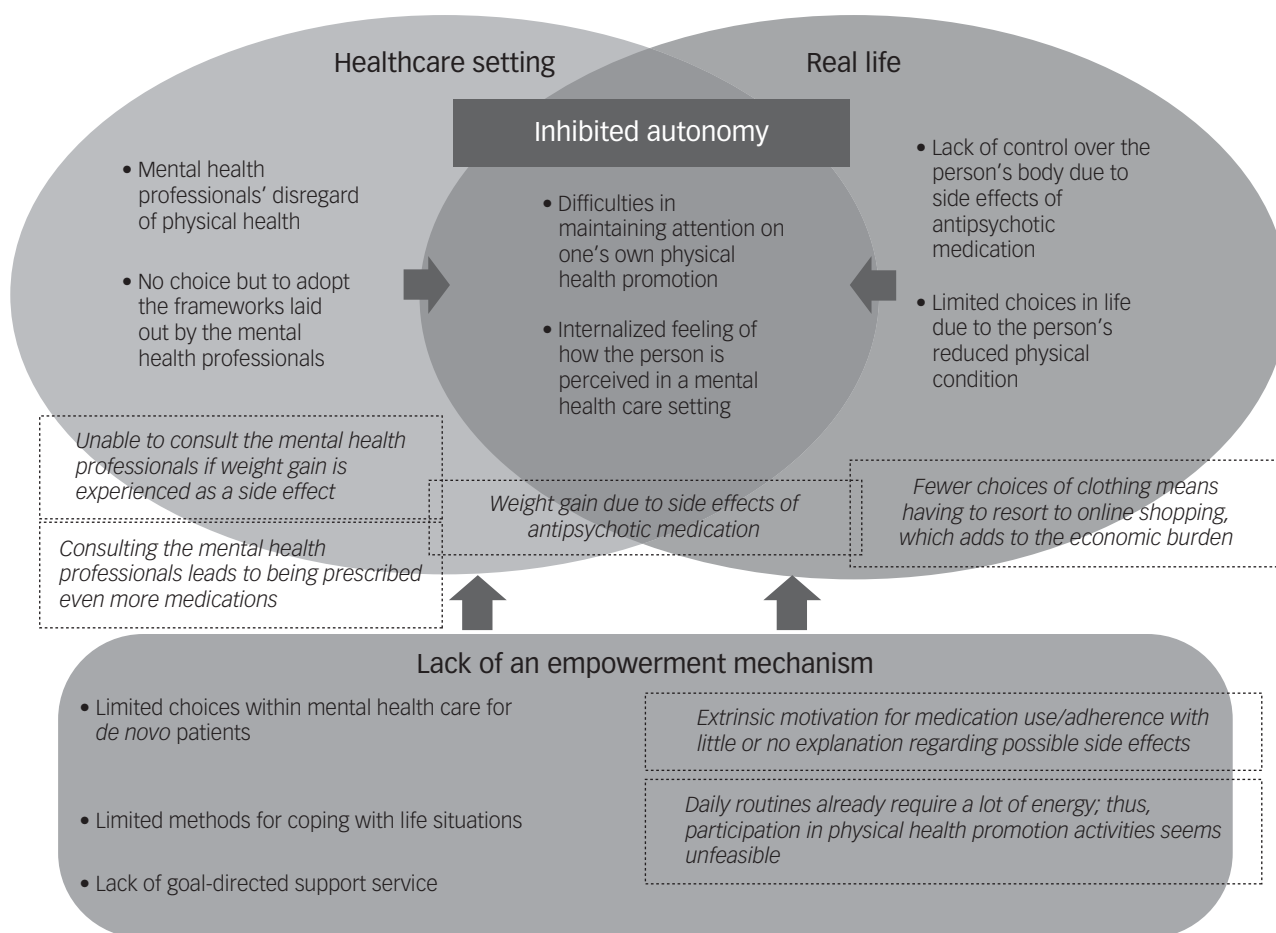 Healthcare setting
Real life
Inhibited autonomy
• Mental health
professionals’ disregard
of physical health
• No choice but to adopt
the frameworks laid
out by the mental
health professionals
• Difficulties in
maintaining attention on
one’s own physical
health promotion
• Internalized feeling of
how the person is
perceived in a mental
health care setting
• Lack of control over the
person’s body due to
side effects of
antipsychotic
medication
• Limited choices in life
due to the person’s
reduced physical
condition
Unable to consult the mental health
professionals if weight gain is
experienced as a side effect
Consulting the mental health
professionals leads to being prescribed
even more medications
Weight gain due to side effects of
antipsychotic medication
Fewer choices of clothing means
having to resort to online shopping,
which adds to the economic burden
Lack of an empowerment mechanism
• Limited choices within mental health care for
de novo patients
• Limited methods for coping with life situations
• Lack of goal-directed support service
Extrinsic motivation for medication use/adherence with
little or no explanation regarding possible side effects
Daily routines already require a lot of energy; thus,
participation in physical health promotion activities seems
unfeasible